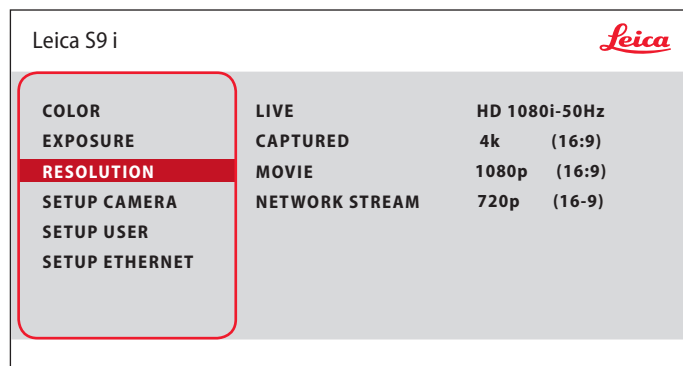 Leica S9 i
Leica
COLOR LIVE HD 1080i-50Hz
EXPOSURE CAPTURED 4k (16:9)
RESOLUTION MOVIE 1080p (16:9)
SETUP CAMERA NETWORK STREAM 720p (16-9)
SETUP USER
SETUP ETHERNET